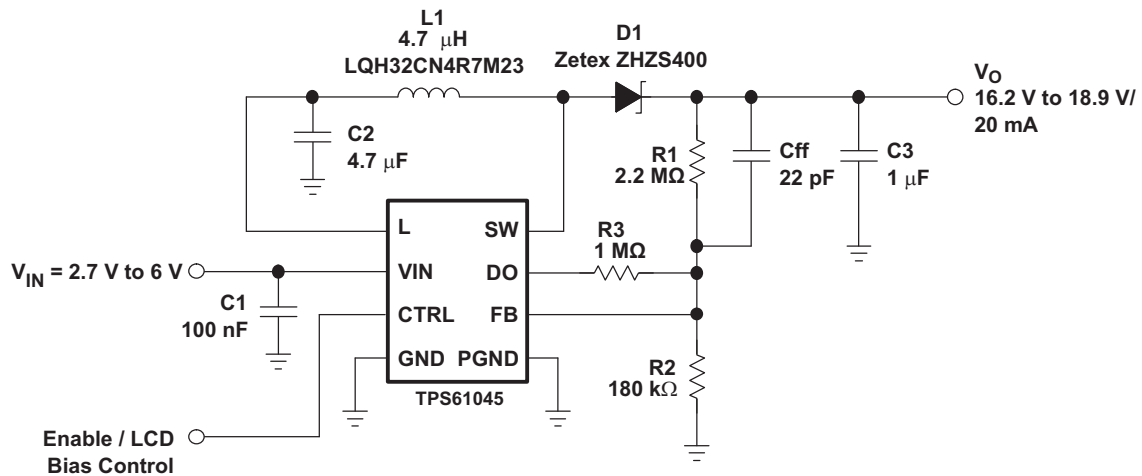 L1
4.7 μH
LQH32CN4R7M23
D1
Zetex ZHZS400
VO
16.2 V to 18.9 V/
20 mA
C2
4.7 μF
R1
2.2 MΩ
Cff
22 pF
C3
1 μF
L
SW
R3
1 MΩ
VIN = 2.7 V to 6 V
VIN
DO
C1
100 nF
CTRL
FB
GND
PGND
R2
180 kΩ
TPS61045
Enable / LCD
Bias Control